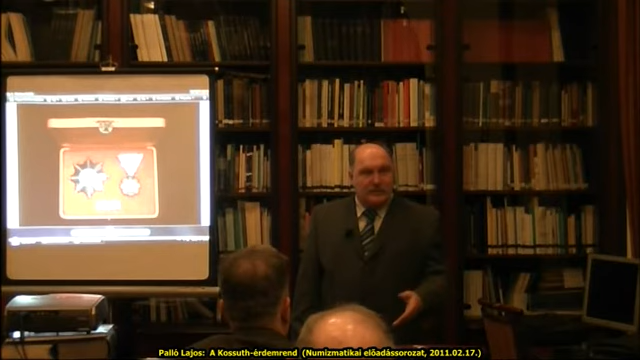 Palló Lajos: A Kossuth-érdemrend (Numizmatikai előadássorozat, 2011.02.17.)